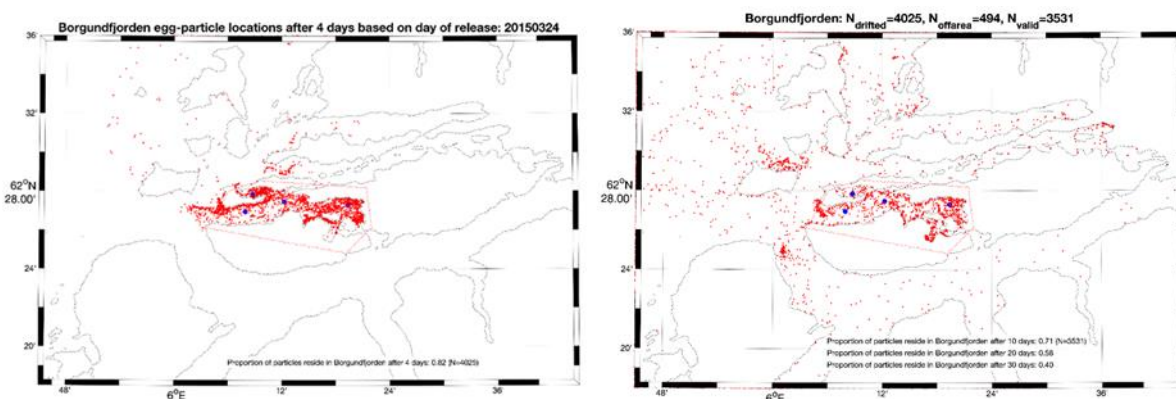 Borgundfjorden egg-particle locations after 4 days based on day of release: 20150324
36'
32'
62°N
28.00'
24'
20'
48'
6°E
12'
24'
36'
Proportion of particles reside in Borgundfjorden after 4 days: 0.82 (N=4025)
Borgundfjorden: N_drifted=4025, N_offarea=494, N_valid=3531
36'
32'
62°N
28.00'
24'
20'
48'
6°E
12'
24'
36'
Proportion of particles reside in Borgundfjorden after 10 days: 0.71 (N=3531)
Proportion of particles reside in Borgundfjorden after 20 days: 0.56
Proportion of particles reside in Borgundfjorden after 30 days: 0.40